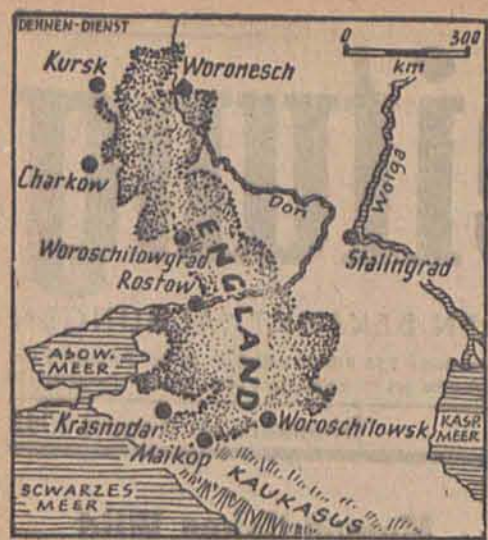 DEHNEN-DIENST
0 300
km
Kursk
Woronesch
Charkow
Don
Wolga
Woroschilowgrad
Stalingrad
Rostow
ENGLAND
ASOW.
MEER
Krasnodar
Woroschilowsk
KASP.
MEER
Maikop
KAUKASUS
SCWARZES
MEER